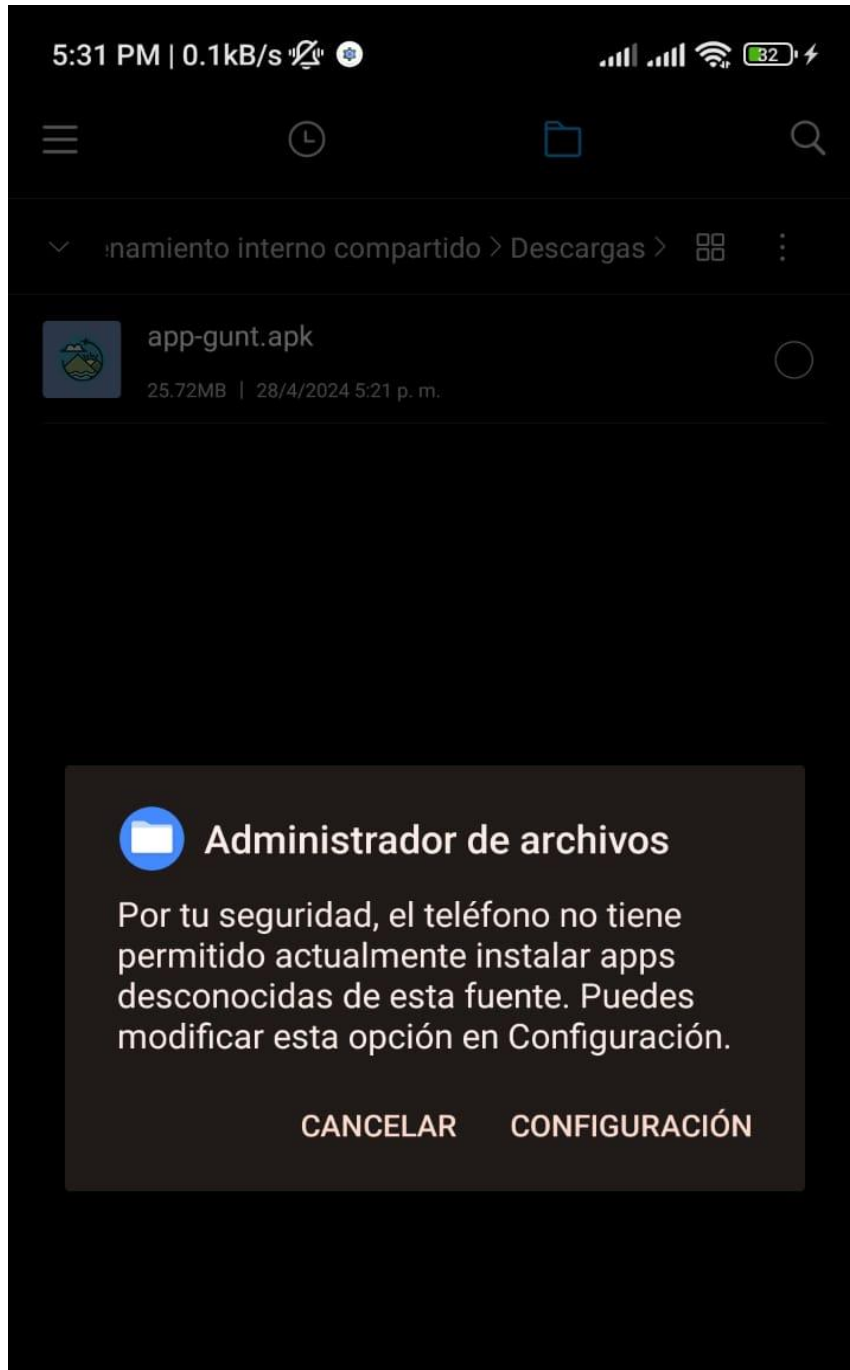 5:31 PM | 0.1kB/s
32
enamiento interno compartido > Descargas >
app-gunt.apk
25.72MB | 28/4/2024 5:21 p. m.
Administrador de archivos
Por tu seguridad, el teléfono no tiene
permitido actualmente instalar apps
desconocidas de esta fuente. Puedes
modificar esta opción en Configuración.
CANCELAR CONFIGURACIÓN